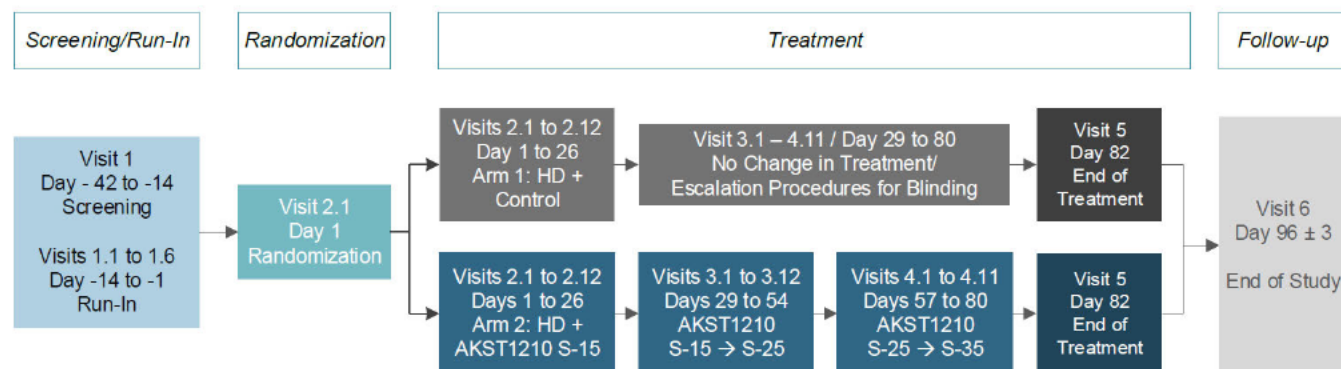 Screening/Run-In
Randomization
Treatment
Follow-up
Visit 1
Day - 42 to -14
Screening
Visits 1.1 to 1.6
Day -14 to -1
Run-In
Visit 2.1
Day 1
Randomization
Visits 2.1 to 2.12
Day 1 to 26
Arm 1: HD +
Control
Visit 3.1 – 4.11 / Day 29 to 80
No Change in Treatment/
Escalation Procedures for Blinding
Visit 5
Day 82
End of
Treatment
Visits 2.1 to 2.12
Days 1 to 26
Arm 2: HD +
AKST1210 S-15
Visits 3.1 to 3.12
Days 29 to 54
AKST1210
S-15 → S-25
Visits 4.1 to 4.11
Days 57 to 80
AKST1210
S-25 → S-35
Visit 5
Day 82
End of
Treatment
Visit 6
Day 96 ± 3
End of Study